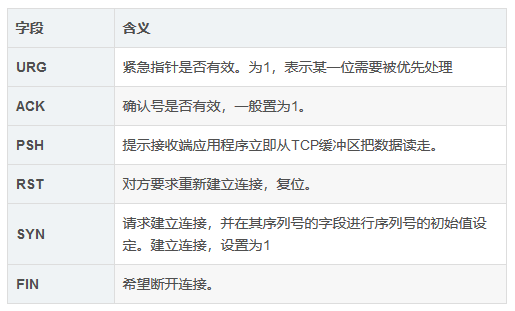 字段 含义
URG 紧急指针是否有效。为1，表示某一位需要被优先处理
ACK 确认号是否有效，一般置为1。
PSH 提示接收端应用程序立即从TCP缓冲区把数据读走。
RST 对方要求重新建立连接，复位。
SYN 请求建立连接，并在其序列号的字段进行序列号的初始值设
定。建立连接，设置为1
FIN 希望断开连接。